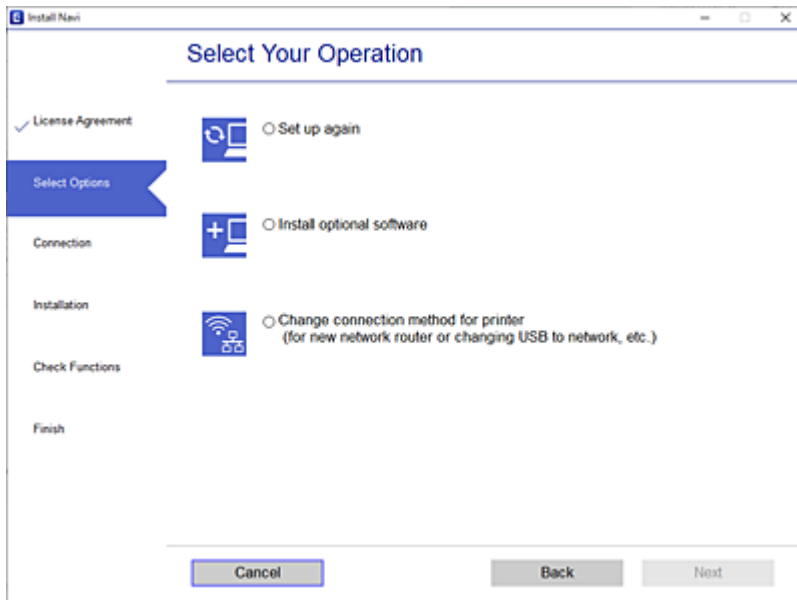 E Install Navi
Select Your Operation
License Agreement
Select Options
Connection
Installation
Check Functions
Finish
Set up again
Install optional software
Change connection method for printer
(for new network router or changing USB to network, etc.)
Cancel
Back
Next